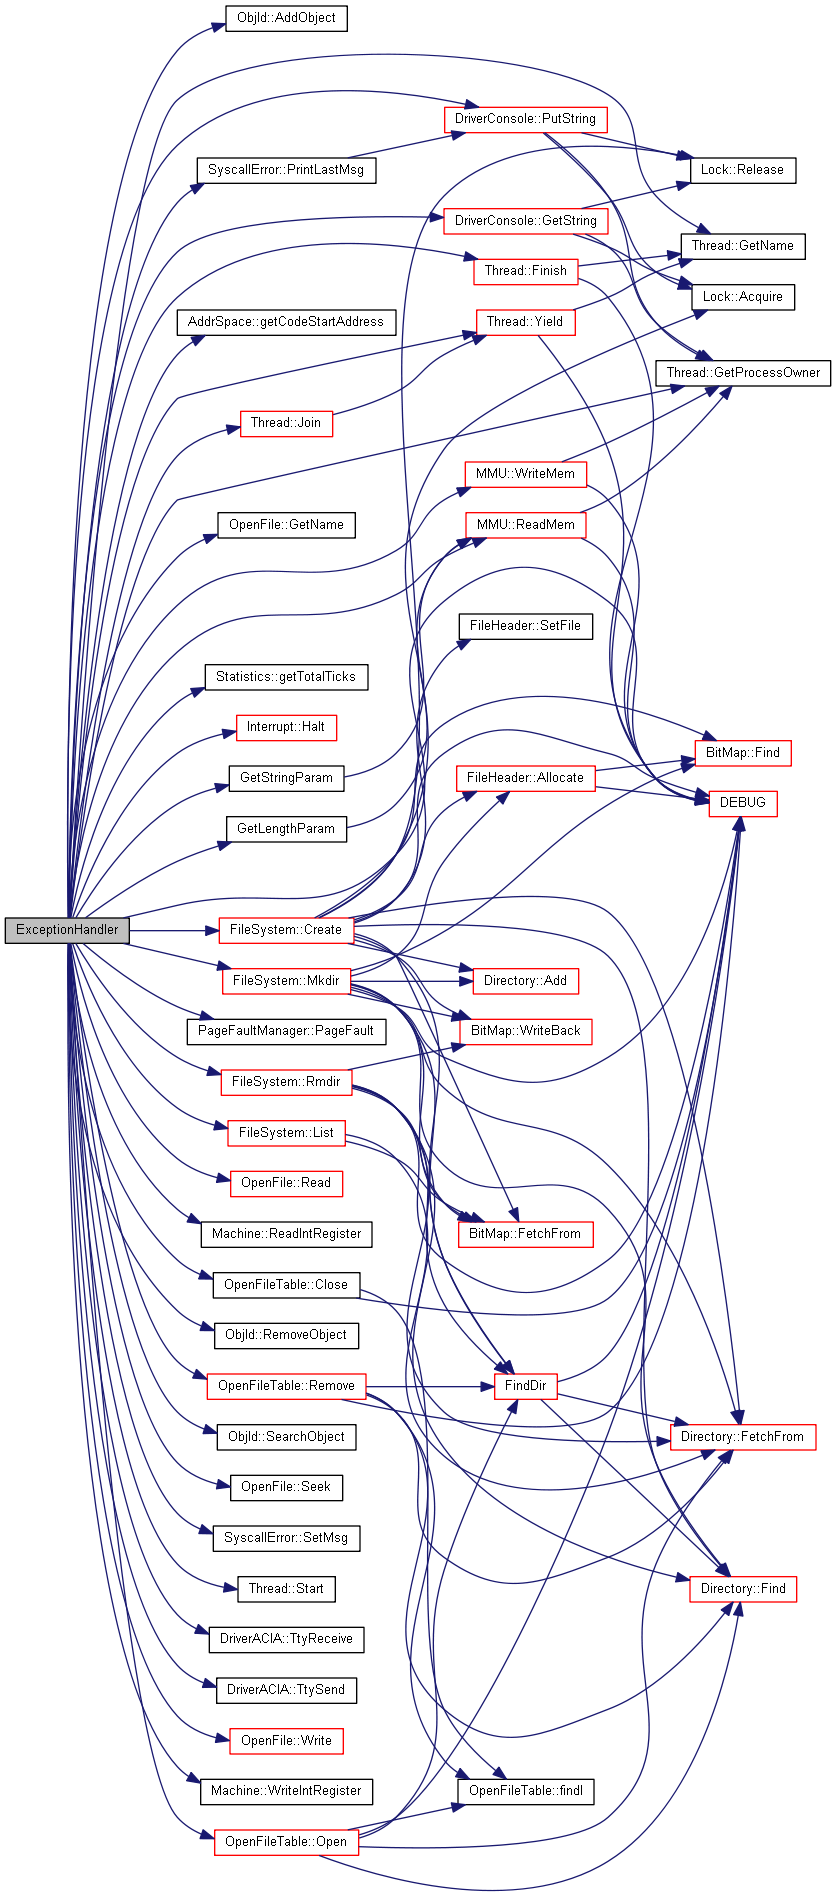 ObjId::AddObject
DriverConsole::PutString
SyscallError::PrintLastMsg
Lock::Release
DriverConsole::GetString
Thread::GetName
Thread::Finish
Lock::Acquire
AddrSpace::getCodeStartAddress
Thread::Yield
Thread::GetProcessOwner
Thread::Join
MMU::WriteMem
OpenFile::GetName
MMU::ReadMem
FileHeader::SetFile
Statistics::getTotalTicks
Interrupt::Halt
BitMap::Find
GetStringParam
FileHeader::Allocate
DEBUG
GetLengthParam
ExceptionHandler
FileSystem::Create
FileSystem::Mkdir
Directory::Add
PageFaultManager::PageFault
BitMap::WriteBack
FileSystem::Rmdir
FileSystem::List
OpenFile::Read
Machine::ReadIntRegister
BitMap::FetchFrom
OpenFileTable::Close
ObjId::RemoveObject
OpenFileTable::Remove
FindDir
ObjId::SearchObject
Directory::FetchFrom
OpenFile::Seek
SyscallError::SetMsg
Thread::Start
Directory::Find
DriverACIA::TtyReceive
DriverACIA::TtySend
OpenFile::Write
Machine::WriteIntRegister
OpenFileTable::findl
OpenFileTable::Open